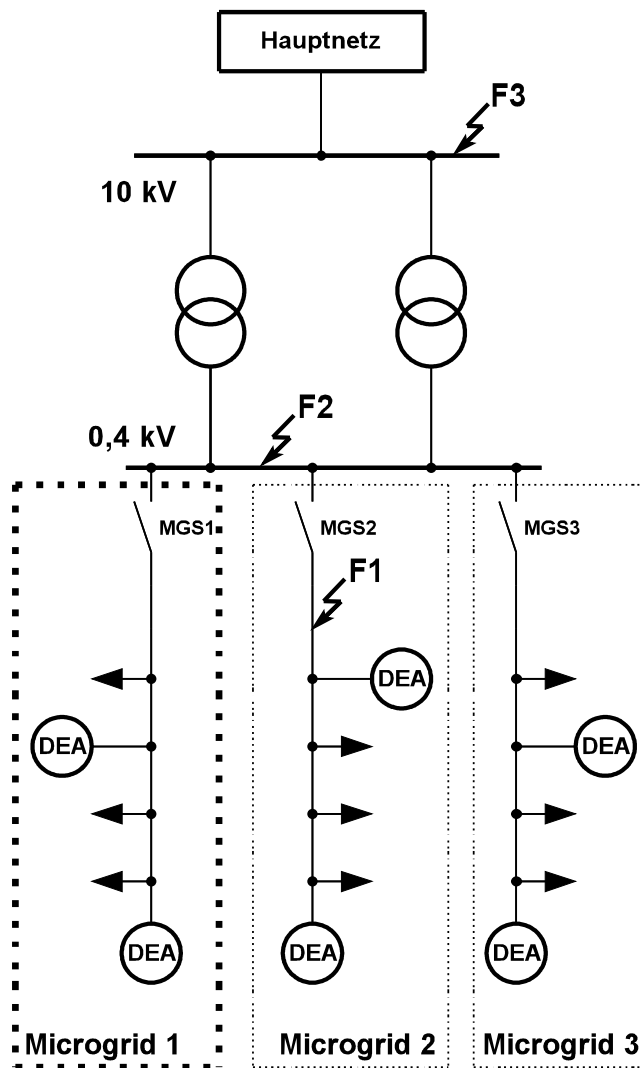 Hauptnetz
F3
10 kV
F2
0,4 kV
MGS1
MGS2
MGS3
F1
DEA
DEA
DEA
DEA
DEA
DEA
Microgrid 1
Microgrid 2
Microgrid 3